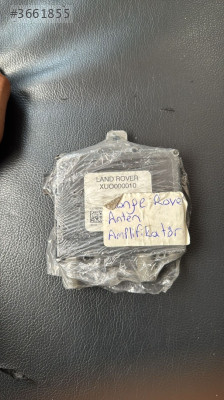 #3661855
LAND ROVER
XUO000010
Range Rover
Anten
Amplifikatör